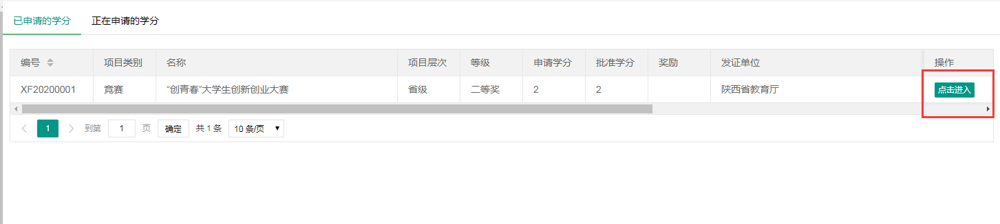 已申请的学分 正在申请的学分
编号 项目类别 名称 项目层次 等级 申请学分 批准学分 奖励 发证单位 操作
XF20200001 竞赛 “创青春”大学生创新创业大赛 省级 二等奖 2 2 陕西省教育厅 点击进入
1 到第 1 页 确定 共 1 条 10 条/页